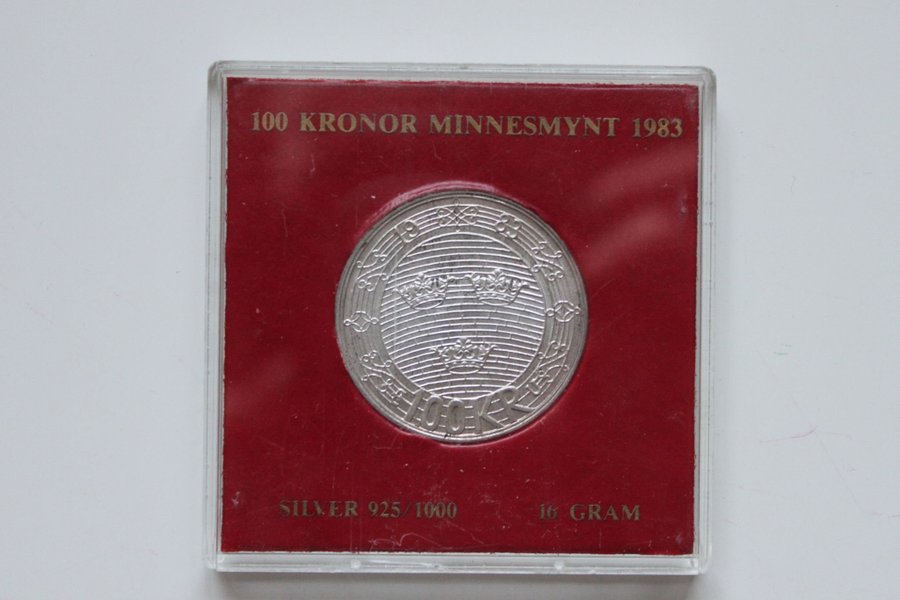 100 KRONOR MINNESMYNT 1983
19 83
100 KR
SILVER 925/1000 16 GRAM